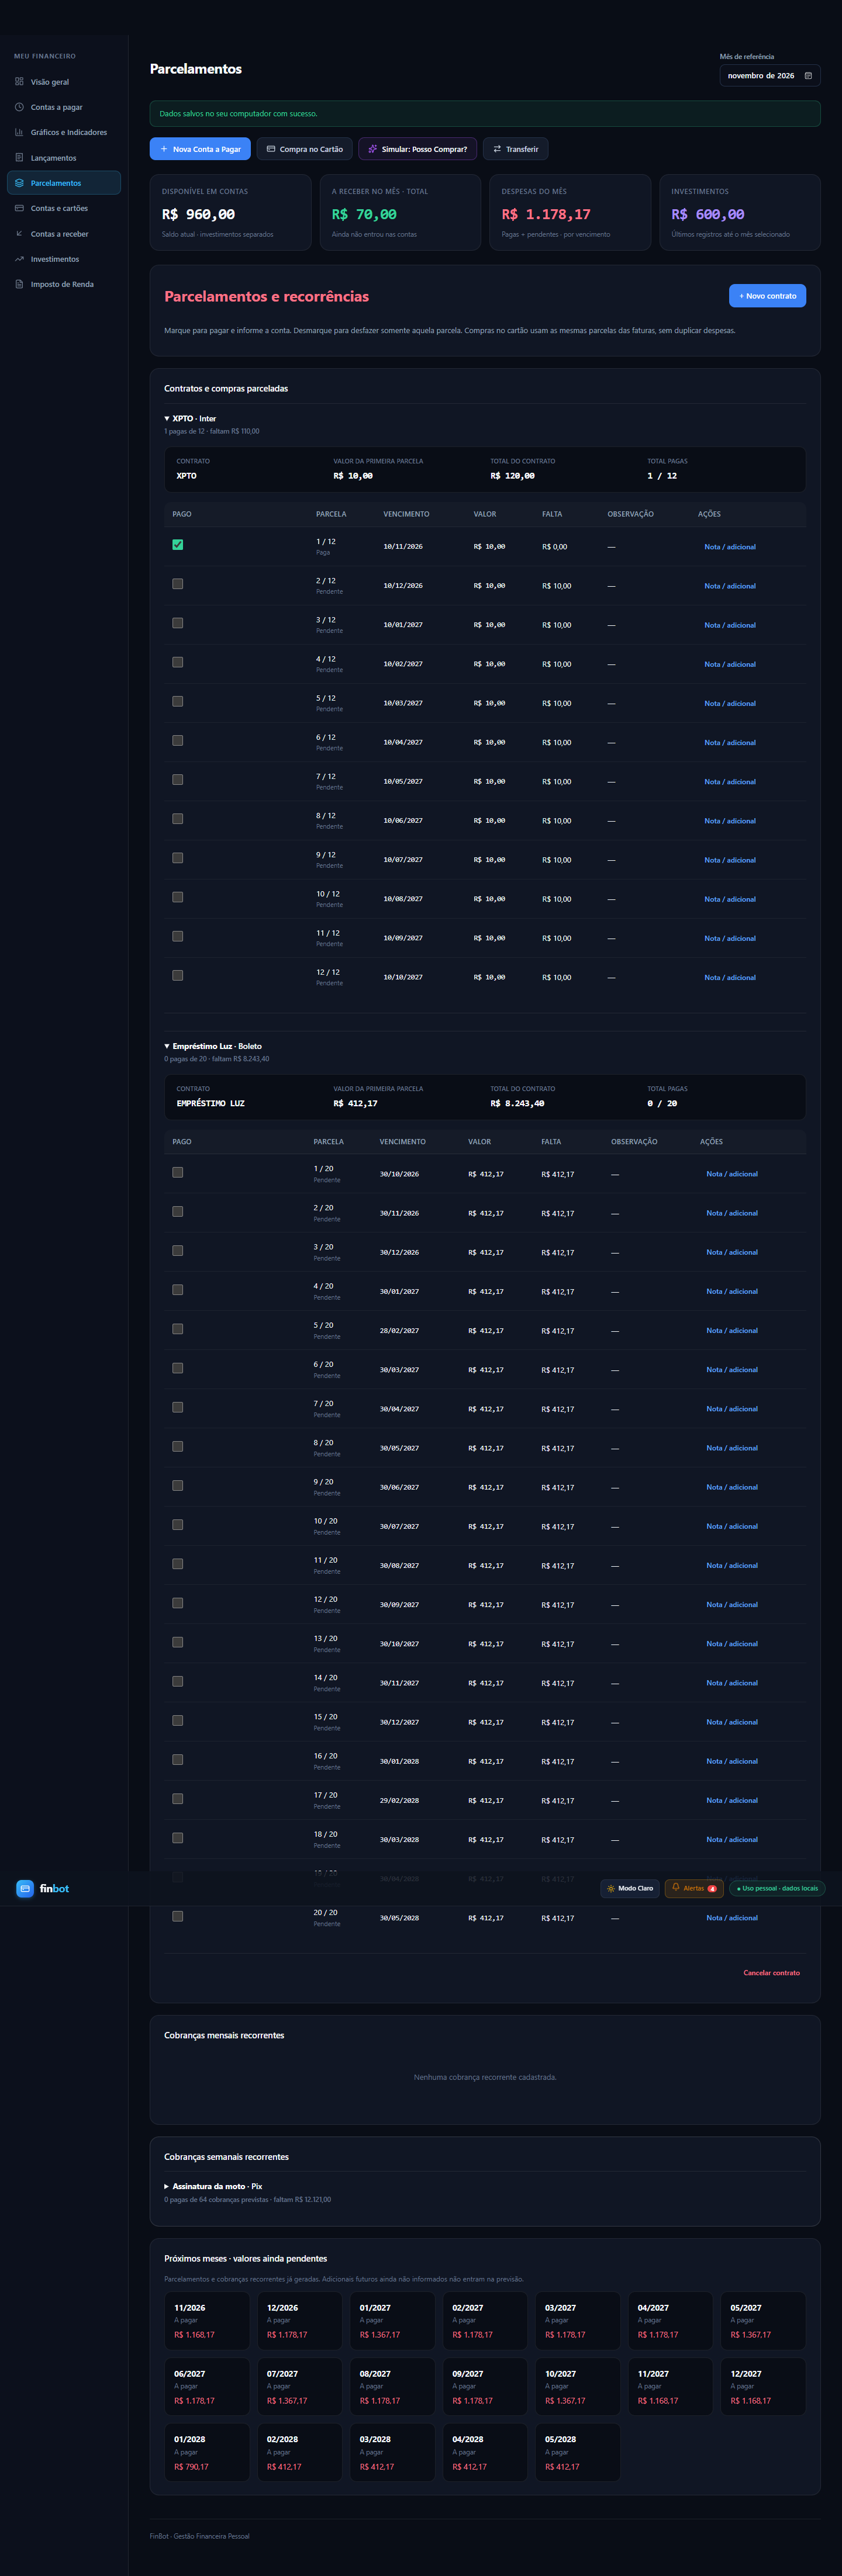 MEU FINANCEIRO
Visão geral
Contas a pagar
Gráficos e Indicadores
Lançamentos
Parcelamentos
Contas e cartões
Contas a receber
Investimentos
Imposto de Renda
Parcelamentos
Mês de referência
novembro de 2026
Dados salvos no seu computador com sucesso.
+ Nova Conta a Pagar
Compra no Cartão
Simular: Posso Comprar?
Transferir
DISPONÍVEL EM CONTAS
R$ 960,00
Saldo atual · investimentos separados
A RECEBER NO MÊS · TOTAL
R$ 70,00
Ainda não entrou nas contas
DESPESAS DO MÊS
R$ 1.178,17
Pagas + pendentes · por vencimento
INVESTIMENTOS
R$ 600,00
Últimos registros até o mês selecionado
Parcelamentos e recorrências
+ Novo contrato
Marque para pagar e informe a conta. Desmarque para desfazer somente aquela parcela. Compras no cartão usam as mesmas parcelas das faturas, sem duplicar despesas.
Contratos e compras parceladas
▼ XPTO · Inter
1 pagas de 12 · faltam R$ 110,00
CONTRATO VALOR DA PRIMEIRA PARCELA TOTAL DO CONTRATO TOTAL PAGAS
XPTO R$ 10,00 R$ 120,00 1 / 12
PAGO PARCELA VENCIMENTO VALOR FALTA OBSERVAÇÃO AÇÕES
1 / 12 10/11/2026 R$ 10,00 R$ 0,00 — Nota / adicional
Paga
2 / 12 10/12/2026 R$ 10,00 R$ 10,00 — Nota / adicional
Pendente
3 / 12 10/01/2027 R$ 10,00 R$ 10,00 — Nota / adicional
Pendente
4 / 12 10/02/2027 R$ 10,00 R$ 10,00 — Nota / adicional
Pendente
5 / 12 10/03/2027 R$ 10,00 R$ 10,00 — Nota / adicional
Pendente
6 / 12 10/04/2027 R$ 10,00 R$ 10,00 — Nota / adicional
Pendente
7 / 12 10/05/2027 R$ 10,00 R$ 10,00 — Nota / adicional
Pendente
8 / 12 10/06/2027 R$ 10,00 R$ 10,00 — Nota / adicional
Pendente
9 / 12 10/07/2027 R$ 10,00 R$ 10,00 — Nota / adicional
Pendente
10 / 12 10/08/2027 R$ 10,00 R$ 10,00 — Nota / adicional
Pendente
11 / 12 10/09/2027 R$ 10,00 R$ 10,00 — Nota / adicional
Pendente
12 / 12 10/10/2027 R$ 10,00 R$ 10,00 — Nota / adicional
Pendente
▼ Empréstimo Luz · Boleto
0 pagas de 20 · faltam R$ 8.243,40
CONTRATO VALOR DA PRIMEIRA PARCELA TOTAL DO CONTRATO TOTAL PAGAS
EMPRÉSTIMO LUZ R$ 412,17 R$ 8.243,40 0 / 20
PAGO PARCELA VENCIMENTO VALOR FALTA OBSERVAÇÃO AÇÕES
1 / 20 30/10/2026 R$ 412,17 R$ 412,17 — Nota / adicional
Pendente
2 / 20 30/11/2026 R$ 412,17 R$ 412,17 — Nota / adicional
Pendente
3 / 20 30/12/2026 R$ 412,17 R$ 412,17 — Nota / adicional
Pendente
4 / 20 30/01/2027 R$ 412,17 R$ 412,17 — Nota / adicional
Pendente
5 / 20 28/02/2027 R$ 412,17 R$ 412,17 — Nota / adicional
Pendente
6 / 20 30/03/2027 R$ 412,17 R$ 412,17 — Nota / adicional
Pendente
7 / 20 30/04/2027 R$ 412,17 R$ 412,17 — Nota / adicional
Pendente
8 / 20 30/05/2027 R$ 412,17 R$ 412,17 — Nota / adicional
Pendente
9 / 20 30/06/2027 R$ 412,17 R$ 412,17 — Nota / adicional
Pendente
10 / 20 30/07/2027 R$ 412,17 R$ 412,17 — Nota / adicional
Pendente
11 / 20 30/08/2027 R$ 412,17 R$ 412,17 — Nota / adicional
Pendente
12 / 20 30/09/2027 R$ 412,17 R$ 412,17 — Nota / adicional
Pendente
13 / 20 30/10/2027 R$ 412,17 R$ 412,17 — Nota / adicional
Pendente
14 / 20 30/11/2027 R$ 412,17 R$ 412,17 — Nota / adicional
Pendente
15 / 20 30/12/2027 R$ 412,17 R$ 412,17 — Nota / adicional
Pendente
16 / 20 30/01/2028 R$ 412,17 R$ 412,17 — Nota / adicional
Pendente
17 / 20 29/02/2028 R$ 412,17 R$ 412,17 — Nota / adicional
Pendente
18 / 20 30/03/2028 R$ 412,17 R$ 412,17 — Nota / adicional
Pendente
finbot
Modo Claro
Alertas 4
● Uso pessoal · dados locais
20 / 20 30/05/2028 R$ 412,17 R$ 412,17 — Nota / adicional
Pendente
Cancelar contrato
Cobranças mensais recorrentes
Nenhuma cobrança recorrente cadastrada.
Cobranças semanais recorrentes
▶ Assinatura da moto · Pix
0 pagas de 64 cobranças previstas · faltam R$ 12.121,00
Próximos meses · valores ainda pendentes
Parcelamentos e cobranças recorrentes já geradas. Adicionais futuros ainda não informados não entram na previsão.
11/2026 12/2026 01/2027 02/2027 03/2027 04/2027 05/2027
A pagar A pagar A pagar A pagar A pagar A pagar A pagar
R$ 1.168,17 R$ 1.178,17 R$ 1.367,17 R$ 1.178,17 R$ 1.178,17 R$ 1.178,17 R$ 1.367,17
06/2027 07/2027 08/2027 09/2027 10/2027 11/2027 12/2027
A pagar A pagar A pagar A pagar A pagar A pagar A pagar
R$ 1.178,17 R$ 1.367,17 R$ 1.178,17 R$ 1.178,17 R$ 1.367,17 R$ 1.168,17 R$ 1.168,17
01/2028 02/2028 03/2028 04/2028 05/2028
A pagar A pagar A pagar A pagar A pagar
R$ 790,17 R$ 412,17 R$ 412,17 R$ 412,17 R$ 412,17
FinBot · Gestão Financeira Pessoal